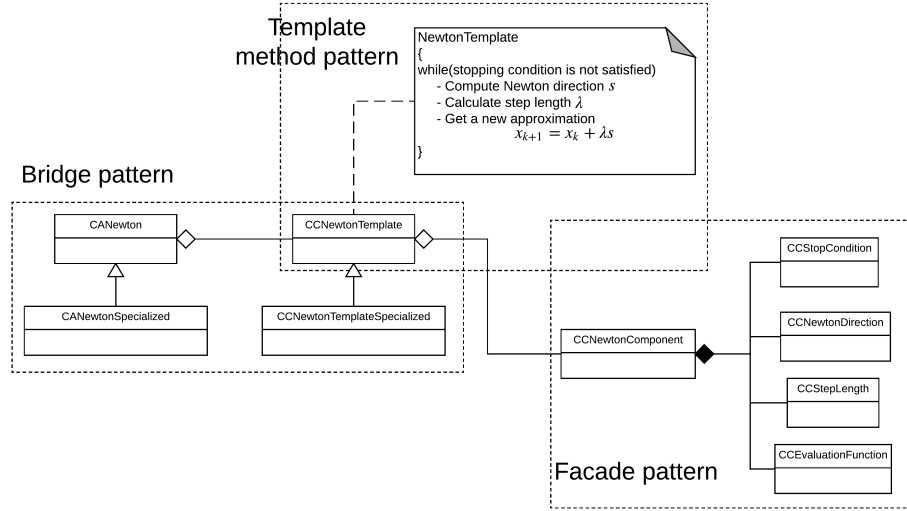 Template
method pattern
NewtonTemplate
{
while(stopping condition is not satisfied)
- Compute Newton direction s
- Calculate step length λ
- Get a new approximation
x_{k+1} = x_k + λs
}
Bridge pattern
CANewton
CCNewtonTemplate
CANewtonSpecialized
CCNewtonTemplateSpecialized
CCNewtonComponent
CCStopCondition
CCNewtonDirection
CCStepLength
CCEvaluationFunction
Facade pattern